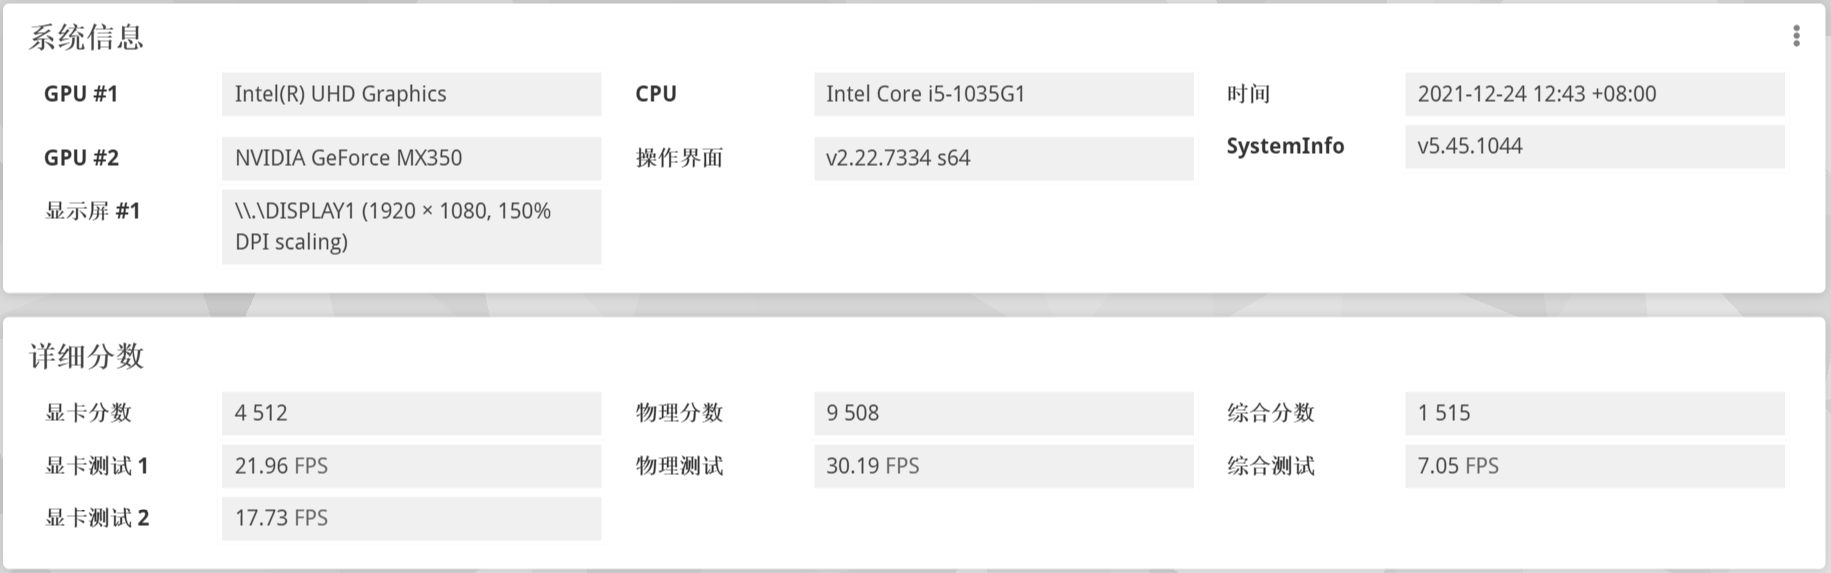 系统信息
GPU #1 Intel(R) UHD Graphics CPU Intel Core i5-1035G1 时间 2021-12-24 12:43 +08:00
GPU #2 NVIDIA GeForce MX350 操作界面 v2.22.7334 s64 SystemInfo v5.45.1044
显示屏 #1 \\.\DISPLAY1 (1920 × 1080, 150%
DPI scaling)
详细分数
显卡分数 4 512 物理分数 9 508 综合分数 1 515
显卡测试 1 21.96 FPS 物理测试 30.19 FPS 综合测试 7.05 FPS
显卡测试 2 17.73 FPS